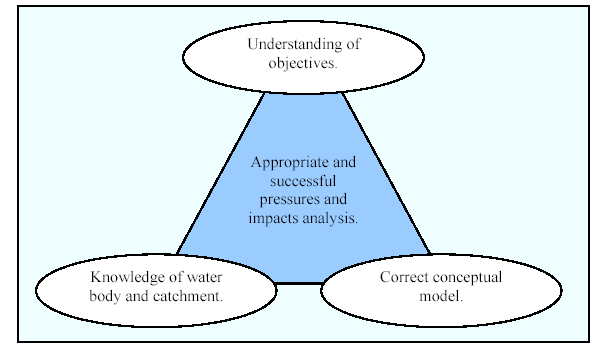 Understanding of
objectives.
Appropriate and
successful
pressures and
impacts analysis.
Knowledge of water
body and catchment.
Correct conceptual
model.